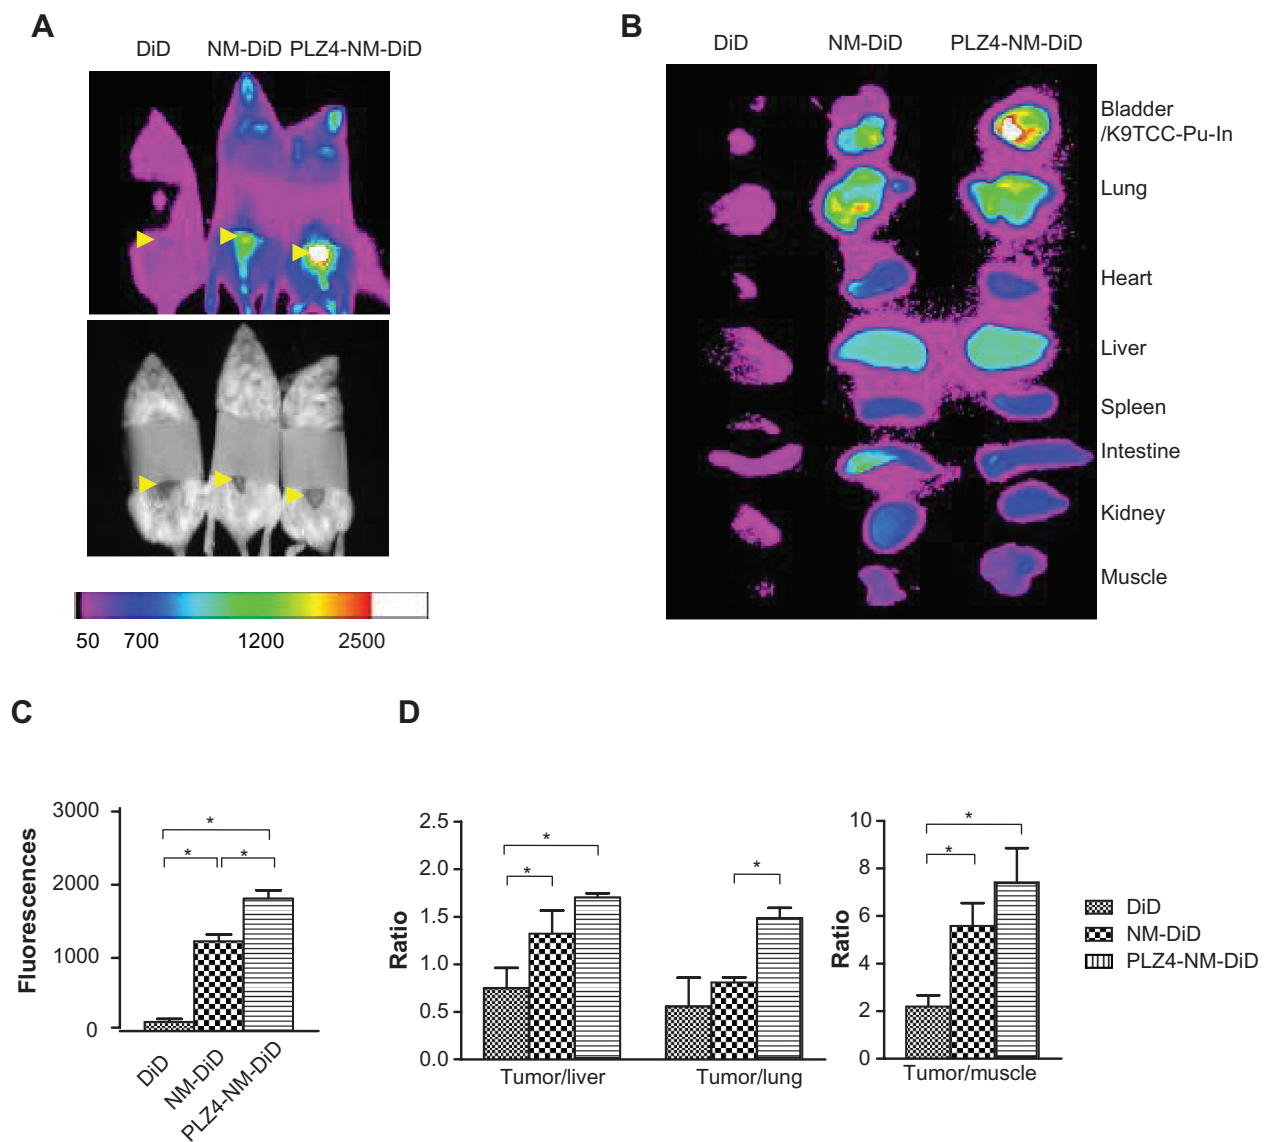 A
DiD NM-DiD PLZ4-NM-DiD
50 700 1200 2500
B
DiD NM-DiD PLZ4-NM-DiD
Bladder
/K9TCC-Pu-In
Lung
Heart
Liver
Spleen
Intestine
Kidney
Muscle
C
Fluorescences
3000
2000
1000
0
* 
* *
DiD
NM-DiD
PLZ4-NM-DiD
D
Ratio
2.5
2.0
1.5
1.0
0.5
0.0
*
*
*
Tumor/liver Tumor/lung
Ratio
10
8
6
4
2
0
*
*
Tumor/muscle
DiD
NM-DiD
PLZ4-NM-DiD